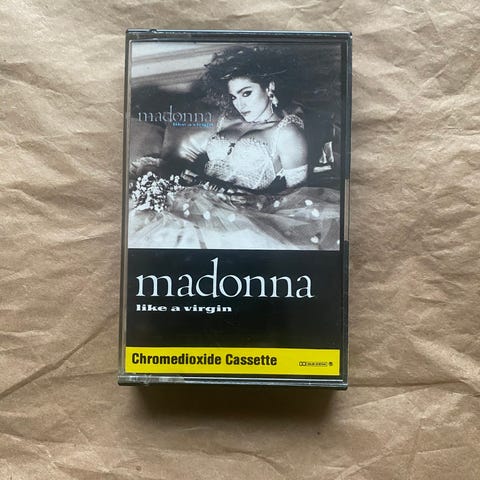 madonna
like a virgin
madonna
like a virgin
Chromedioxide Cassette